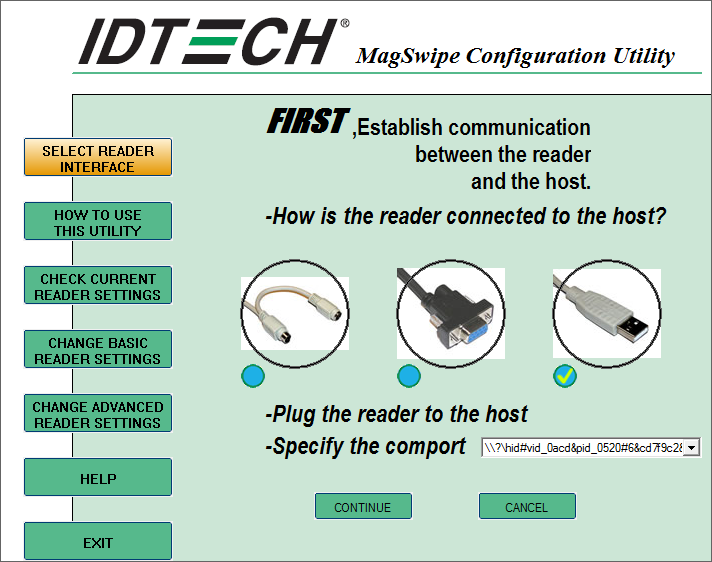 IDTECH®
MagSwipe Configuration Utility
FIRST ,Establish communication
between the reader
and the host.
-How is the reader connected to the host?
SELECT READER
INTERFACE
HOW TO USE
THIS UTILITY
CHECK CURRENT
READER SETTINGS
CHANGE BASIC
READER SETTINGS
CHANGE ADVANCED
READER SETTINGS
HELP
EXIT
-Plug the reader to the host
-Specify the comport
\\?\hid#vid_0acd&pid_0520#6&cd7f9c2&
CONTINUE
CANCEL